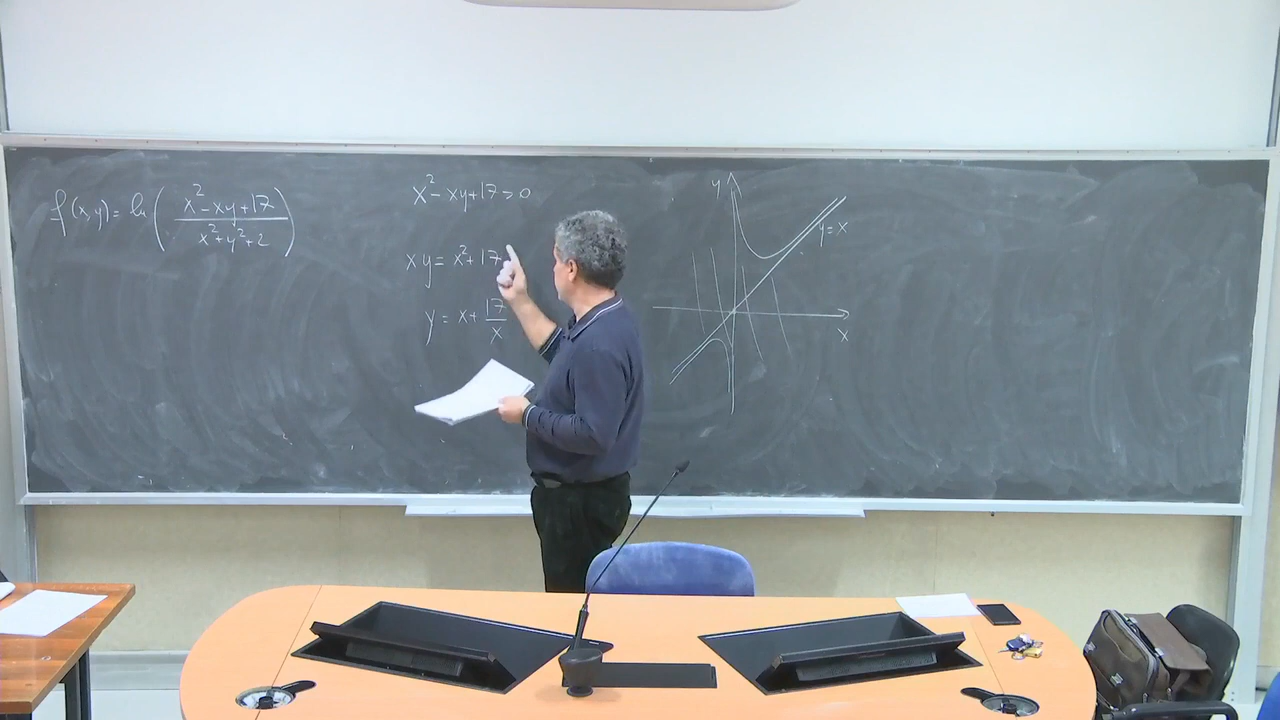 f(x,y)= ln( x²-xy+17 / x²+y²+2 )
x²-xy+17>0
xy= x²+17
y= x+ 17/x
y
y=x
x